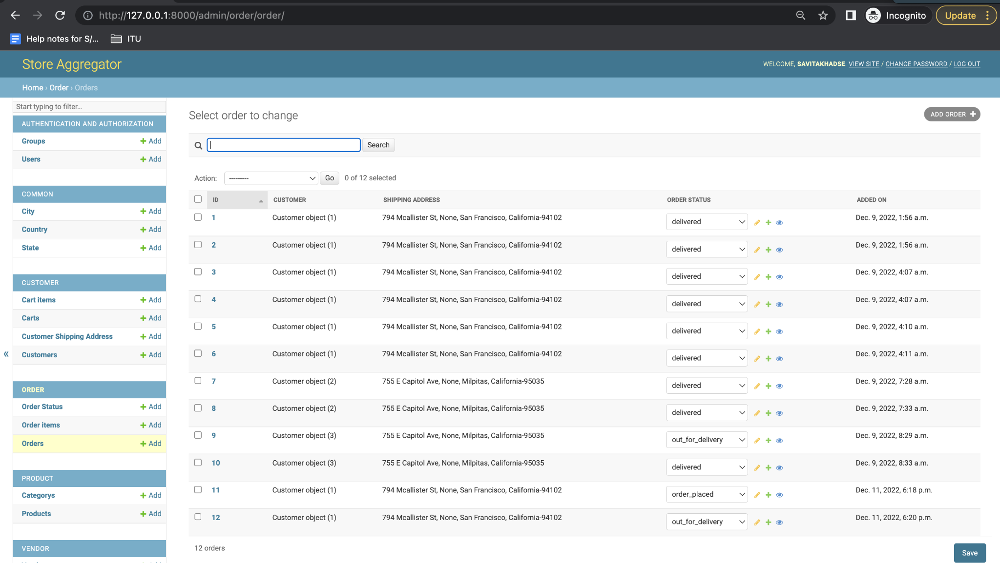 http://127.0.0.1:8000/admin/order/order/
Incognito
Update
Help notes for S/...
ITU
Store Aggregator
WELCOME, SAVITAKHADSE. VIEW SITE / CHANGE PASSWORD / LOG OUT
Home › Order › Orders
Start typing to filter...
AUTHENTICATION AND AUTHORIZATION
Groups + Add
Users + Add
COMMON
City + Add
Country + Add
State + Add
CUSTOMER
Cart items + Add
Carts + Add
Customer Shipping Address + Add
Customers + Add
«
ORDER
Order Status + Add
Order items + Add
Orders + Add
PRODUCT
Categorys + Add
Products + Add
VENDOR
Select order to change
ADD ORDER +
Search
Action: --------- Go 0 of 12 selected
ID CUSTOMER SHIPPING ADDRESS ORDER STATUS ADDED ON
1 Customer object (1) 794 Mcallister St, None, San Francisco, California-94102 delivered Dec. 9, 2022, 1:56 a.m.
2 Customer object (1) 794 Mcallister St, None, San Francisco, California-94102 delivered Dec. 9, 2022, 1:56 a.m.
3 Customer object (1) 794 Mcallister St, None, San Francisco, California-94102 delivered Dec. 9, 2022, 4:07 a.m.
4 Customer object (1) 794 Mcallister St, None, San Francisco, California-94102 delivered Dec. 9, 2022, 4:07 a.m.
5 Customer object (1) 794 Mcallister St, None, San Francisco, California-94102 delivered Dec. 9, 2022, 4:10 a.m.
6 Customer object (1) 794 Mcallister St, None, San Francisco, California-94102 delivered Dec. 9, 2022, 4:11 a.m.
7 Customer object (2) 755 E Capitol Ave, None, Milpitas, California-95035 delivered Dec. 9, 2022, 7:28 a.m.
8 Customer object (2) 755 E Capitol Ave, None, Milpitas, California-95035 delivered Dec. 9, 2022, 7:33 a.m.
9 Customer object (3) 755 E Capitol Ave, None, Milpitas, California-95035 out_for_delivery Dec. 9, 2022, 8:29 a.m.
10 Customer object (3) 755 E Capitol Ave, None, Milpitas, California-95035 delivered Dec. 9, 2022, 8:33 a.m.
11 Customer object (1) 794 Mcallister St, None, San Francisco, California-94102 order_placed Dec. 11, 2022, 6:18 p.m.
12 Customer object (1) 794 Mcallister St, None, San Francisco, California-94102 out_for_delivery Dec. 11, 2022, 6:20 p.m.
12 orders
Save